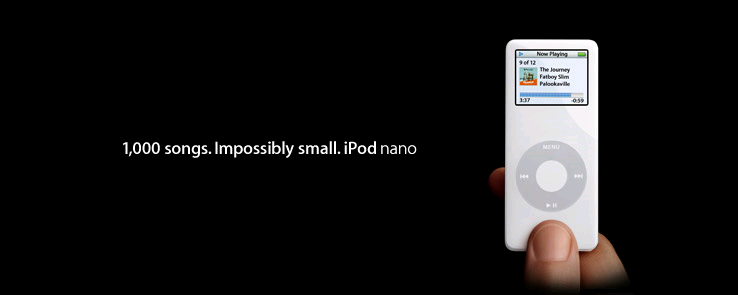 Now Playing
9 of 12
The Journey
Fatboy Slim
Palookaville
3:37 -0:59
1,000 songs. Impossibly small. iPod nano
MENU